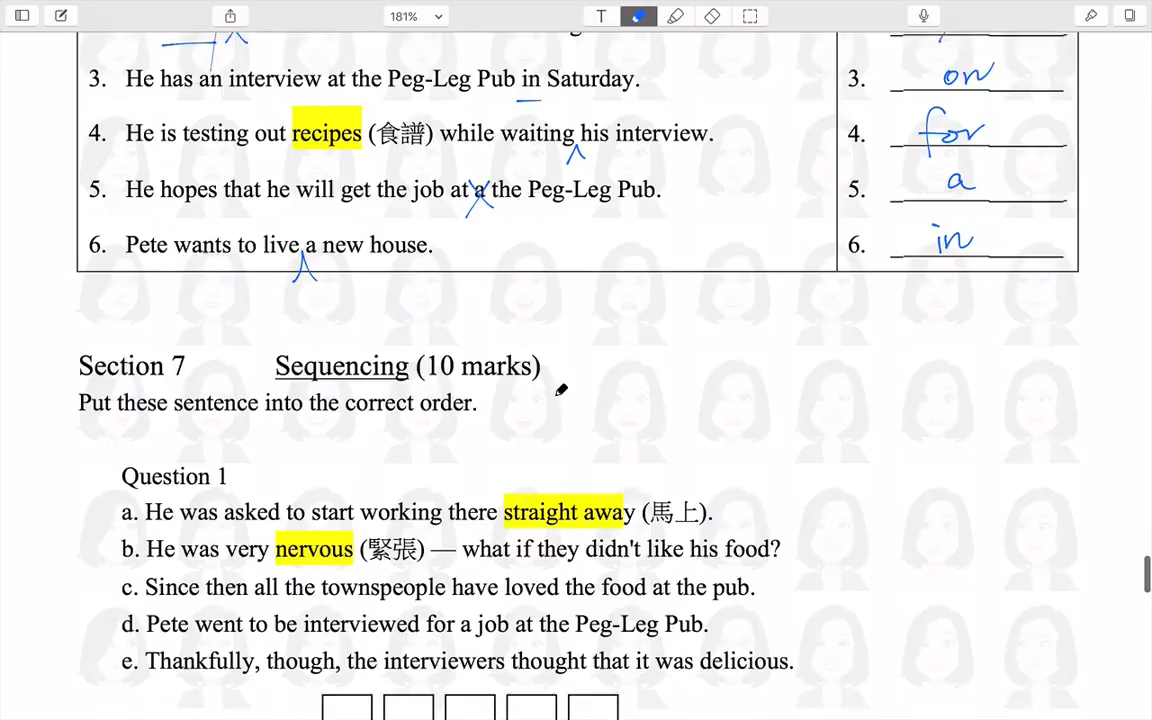 T
181%
3. He has an interview at the Peg-Leg Pub in Saturday. 3. on
4. He is testing out recipes (食譜) while waiting his interview. 4. for
5. He hopes that he will get the job at a the Peg-Leg Pub. 5. a
6. Pete wants to live a new house. 6. in
Section 7 Sequencing (10 marks)
Put these sentence into the correct order.
Question 1
a. He was asked to start working there straight away (馬上).
b. He was very nervous (緊張) — what if they didn't like his food?
c. Since then all the townspeople have loved the food at the pub.
d. Pete went to be interviewed for a job at the Peg-Leg Pub.
e. Thankfully, though, the interviewers thought that it was delicious.